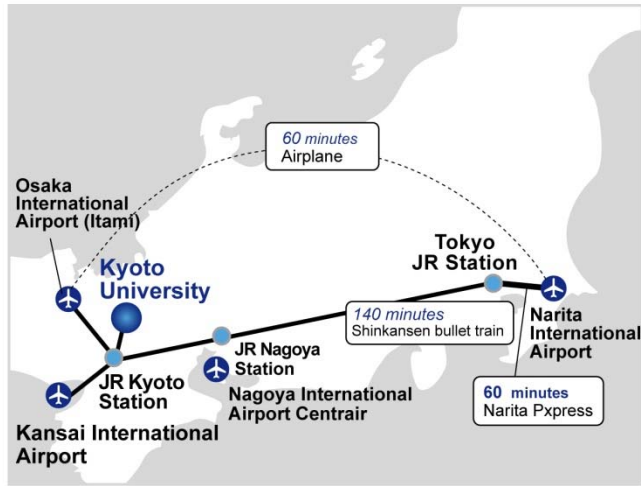 60 minutes
Airplane
Osaka
International
Airport (Itami)
Kyoto
University
Tokyo
JR Station
140 minutes
Shinkansen bullet train
Narita
International
Airport
JR Nagoya
Station
JR Kyoto
Station
Nagoya International
Airport Centrair
60 minutes
Narita Pxpress
Kansai International
Airport